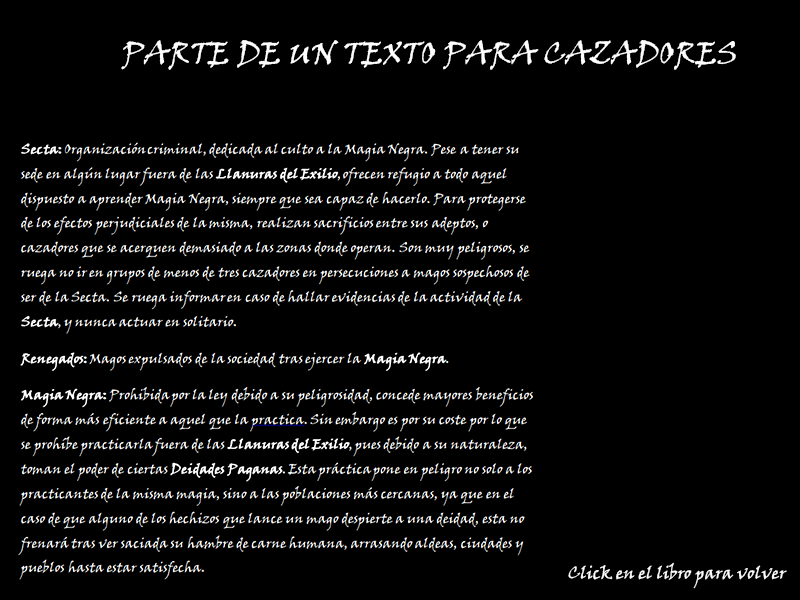 PARTE DE UN TEXTO PARA CAZADORES
Secta: Organización criminal, dedicada al culto a la Magia Negra. Pese a tener su
sede en algún lugar fuera de las Llanuras del Exilio, ofrecen refugio a todo aquel
dispuesto a aprender Magia Negra, siempre que sea capaz de hacerlo. Para protegerse
de los efectos perjudiciales de la misma, realizan sacrificios entre sus adeptos, o
cazadores que se acerquen demasiado a las zonas donde operan. Son muy peligrosos, se
ruega no ir en grupos de menos de tres cazadores en persecuciones a magos sospechosos de
ser de la Secta. Se ruega informar en caso de hallar evidencias de la actividad de la
Secta, y nunca actuar en solitario.
Renegados: Magos expulsados de la sociedad tras ejercer la Magia Negra.
Magia Negra: Prohibida por la ley debido a su peligrosidad, concede mayores beneficios
de forma más eficiente a aquel que la practica. Sin embargo es por su coste por lo que
se prohíbe practicarla fuera de las Llanuras del Exilio, pues debido a su naturaleza,
toman el poder de ciertas Deidades Paganas. Esta práctica pone en peligro no solo a los
practicantes de la misma magia, sino a las poblaciones más cercanas, ya que en el
caso de que alguno de los hechizos que lance un mago despierte a una deidad, esta no
frenará tras ver saciada su hambre de carne humana, arrasando aldeas, ciudades y
pueblos hasta estar satisfecha.
Click en el libro para volver